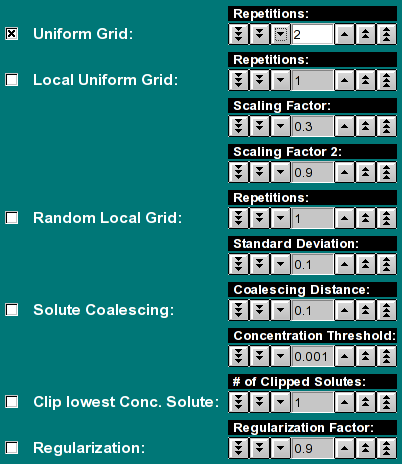 Repetitions:
Uniform Grid: 2
Repetitions:
Local Uniform Grid: 1
Scaling Factor:
0.3
Scaling Factor 2:
0.9
Repetitions:
Random Local Grid: 1
Standard Deviation:
0.1
Coalescing Distance:
Solute Coalescing: 0.1
Concentration Threshold:
0.001
# of Clipped Solutes:
Clip lowest Conc. Solute: 1
Regularization Factor:
Regularization: 0.9